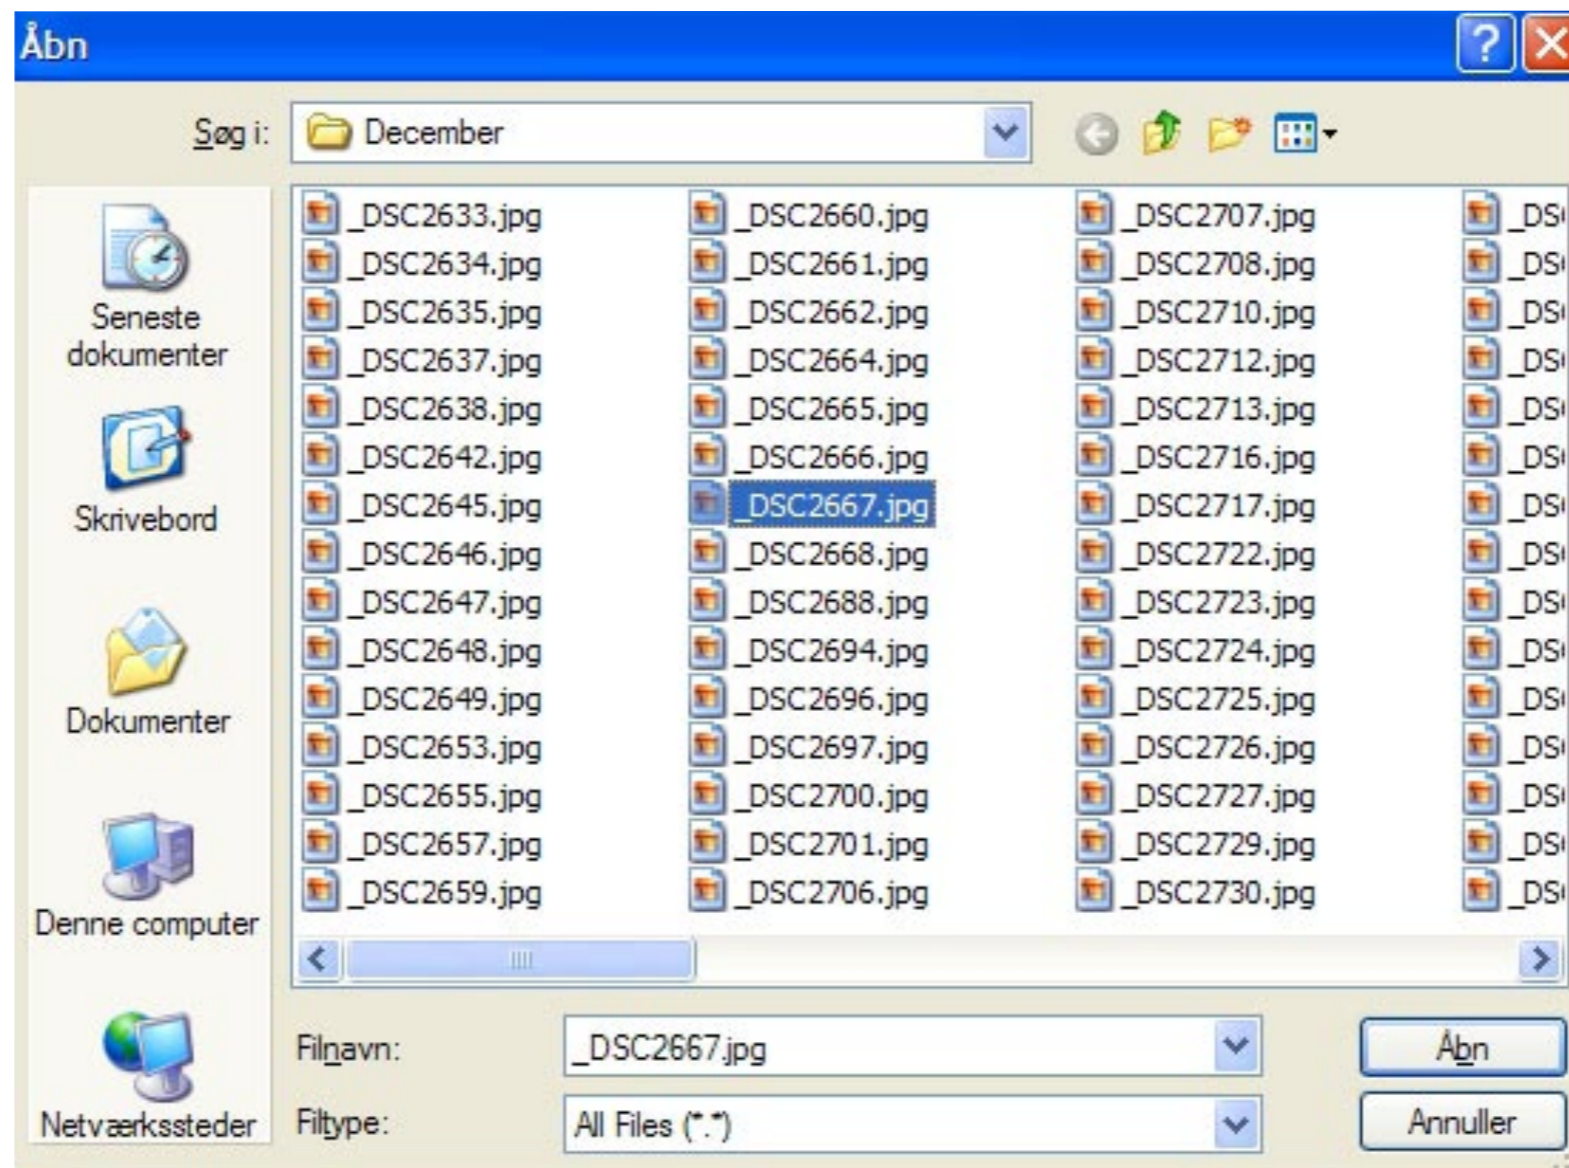 Åbn
Søg i: December
Seneste
dokumenter
Skrivebord
Dokumenter
Denne computer
Netværkssteder
_DSC2633.jpg
_DSC2634.jpg
_DSC2635.jpg
_DSC2637.jpg
_DSC2638.jpg
_DSC2642.jpg
_DSC2645.jpg
_DSC2646.jpg
_DSC2647.jpg
_DSC2648.jpg
_DSC2649.jpg
_DSC2653.jpg
_DSC2655.jpg
_DSC2657.jpg
_DSC2659.jpg
_DSC2660.jpg
_DSC2661.jpg
_DSC2662.jpg
_DSC2664.jpg
_DSC2665.jpg
_DSC2666.jpg
_DSC2667.jpg
_DSC2668.jpg
_DSC2688.jpg
_DSC2694.jpg
_DSC2696.jpg
_DSC2697.jpg
_DSC2700.jpg
_DSC2701.jpg
_DSC2706.jpg
_DSC2707.jpg
_DSC2708.jpg
_DSC2710.jpg
_DSC2712.jpg
_DSC2713.jpg
_DSC2716.jpg
_DSC2717.jpg
_DSC2722.jpg
_DSC2723.jpg
_DSC2724.jpg
_DSC2725.jpg
_DSC2726.jpg
_DSC2727.jpg
_DSC2729.jpg
_DSC2730.jpg
Filnavn: _DSC2667.jpg Åbn
Filtype: All Files (*.*) Annuller